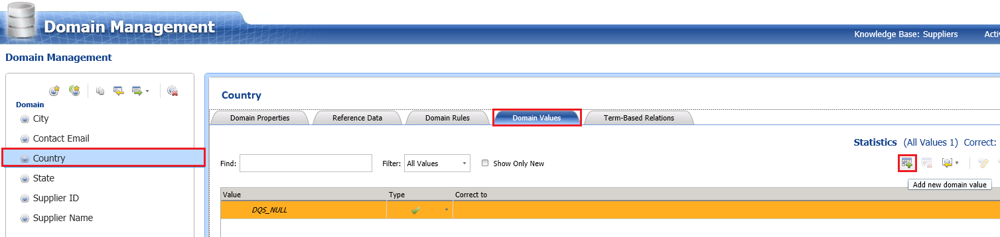 Domain Management
Knowledge Base: Suppliers
Domain Management
Domain
City
Contact Email
Country
State
Supplier ID
Supplier Name
Country
Domain Properties
Reference Data
Domain Rules
Domain Values
Term-Based Relations
Statistics (All Values 1) Correct:
Find:
Filter: All Values
Show Only New
Add new domain value
Value Type Correct to
DQS_NULL